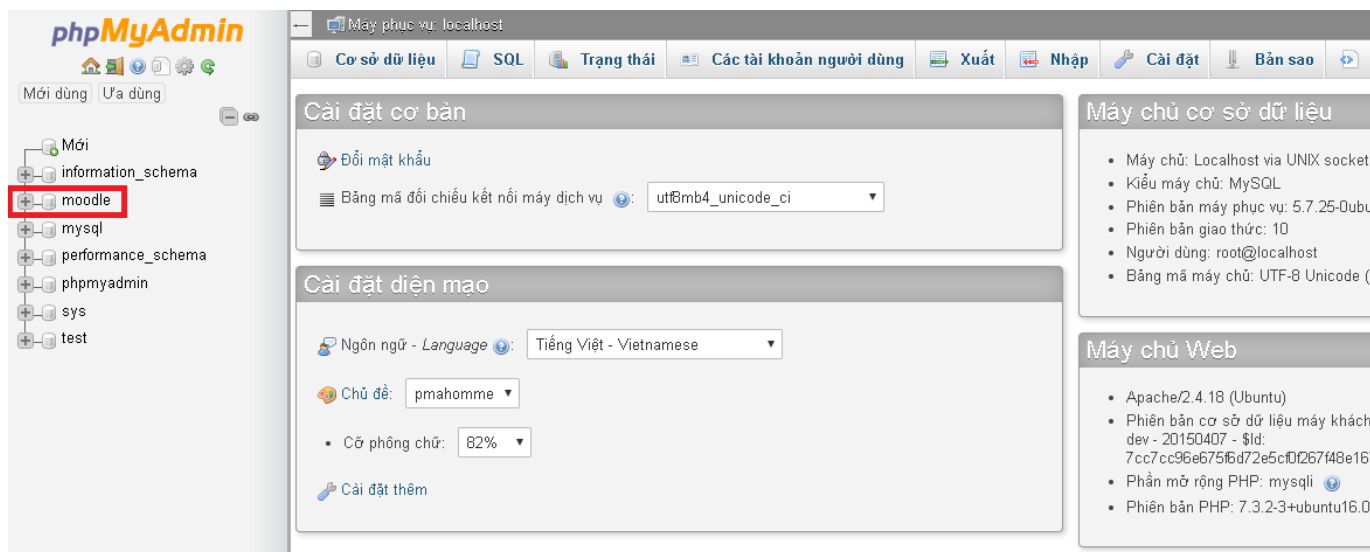 phpMyAdmin
Mới dùng Ưa dùng
Mới
information_schema
moodle
mysql
performance_schema
phpmyadmin
sys
test
Máy phục vụ: localhost
Cơ sở dữ liệu SQL Trạng thái Các tài khoản người dùng Xuất Nhập Cài đặt Bản sao
Cài đặt cơ bản
Đổi mật khẩu
Bảng mã đối chiếu kết nối máy dịch vụ : utf8mb4_unicode_ci
Cài đặt diện mạo
Ngôn ngữ - Language : Tiếng Việt - Vietnamese
Chủ đề: pmahomme
• Cỡ phông chữ: 82%
Cài đặt thêm
Máy chủ cơ sở dữ liệu
• Máy chủ: Localhost via UNIX socket
• Kiểu máy chủ: MySQL
• Phiên bản máy phục vụ: 5.7.25-0ubu
• Phiên bản giao thức: 10
• Người dùng: root@localhost
• Bảng mã máy chủ: UTF-8 Unicode (
Máy chủ Web
• Apache/2.4.18 (Ubuntu)
• Phiên bản cơ sở dữ liệu máy khách
dev - 20150407 - $Id:
7cc7cc96e675f6d72e5cf0f267f48e16
• Phần mở rộng PHP: mysqli
• Phiên bản PHP: 7.3.2-3+ubuntu16.0